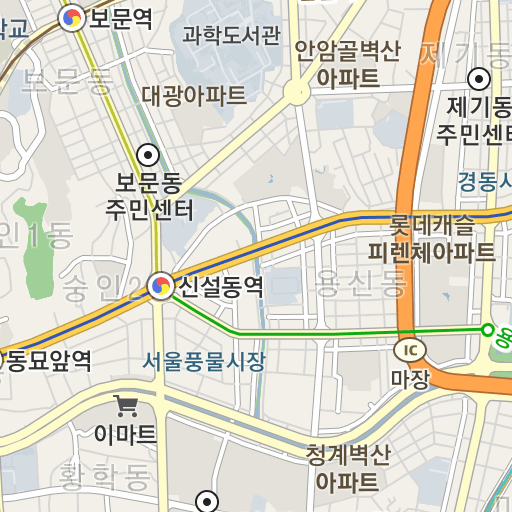 보문역
과학도서관
안암골벽산
아파트
제기동
보문동
대광아파트
제기동
주민센터
보문동
주민센터
경동시
롯데캐슬
피렌체아파트
인1동
숭인2
신설동역
용신동
동묘앞역
서울풍물시장
IC
마장
이마트
청계벽산
아파트
황학동